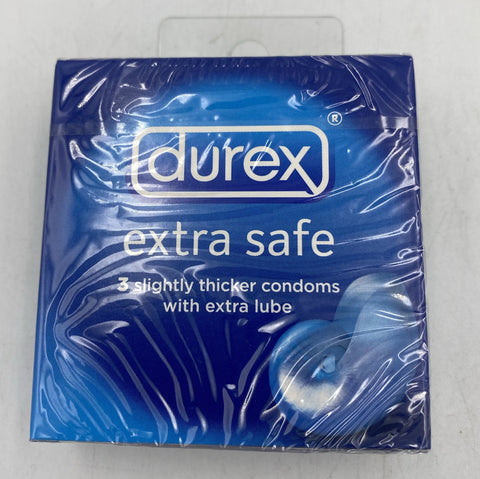 durex®
extra safe
3 slightly thicker condoms
with extra lube